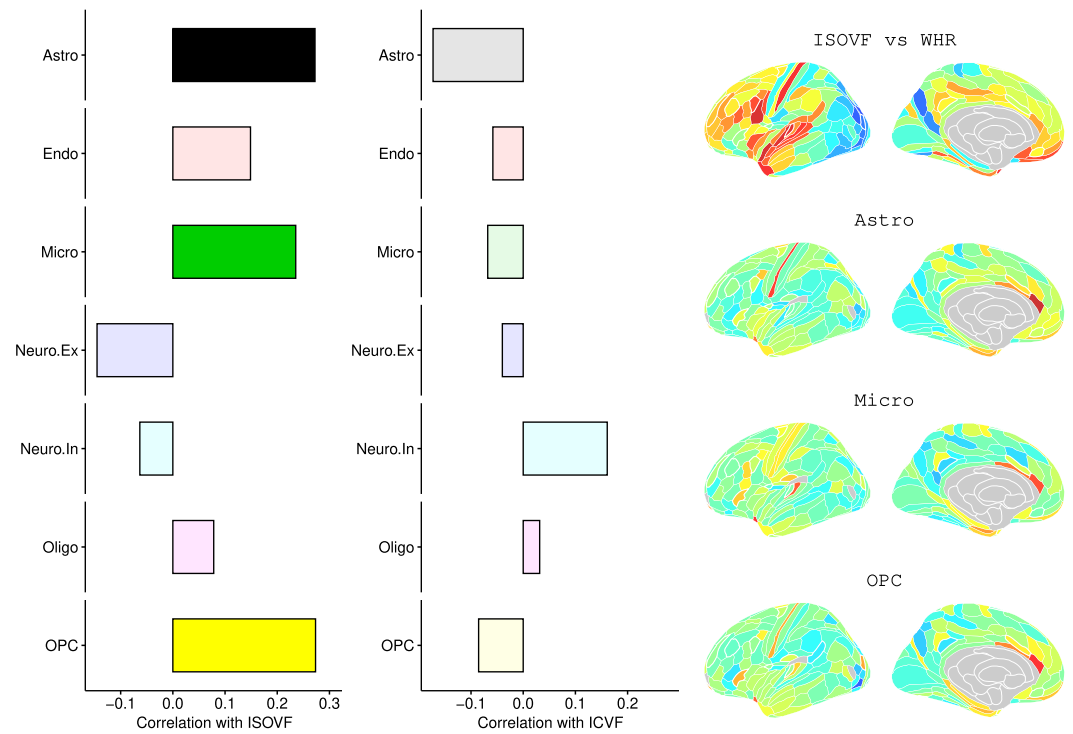 Astro
Endo
Micro
Neuro.Ex
Neuro.In
Oligo
OPC
−0.1 0.0 0.1 0.2 0.3
Correlation with ISOVF
Astro
Endo
Micro
Neuro.Ex
Neuro.In
Oligo
OPC
−0.1 0.0 0.1 0.2
Correlation with ICVF
ISOVF vs WHR
Astro
Micro
OPC